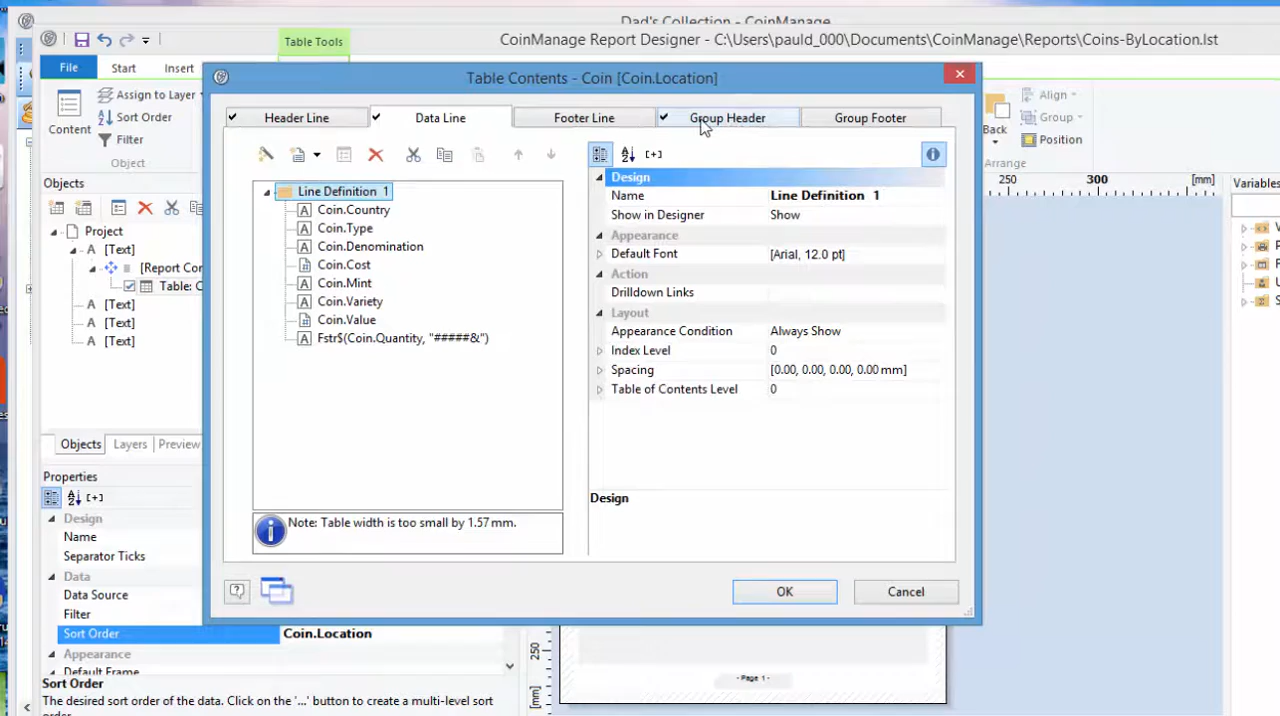 Dad's Collection - CoinManage
Table Tools
CoinManage Report Designer - C:\Users\pauld_000\Documents\CoinManage\Reports\Coins-ByLocation.lst
File
Start
Insert
Table Contents - Coin [Coin.Location]
Content
Assign to Layer
Sort Order
Filter
Object
Header Line
Data Line
Footer Line
Group Header
Group Footer
Back
Align
Group
Position
Arrange
250
300
[mm]
Objects
Project
[Text]
[Report Con
Table: C
[Text]
[Text]
[Text]
Line Definition 1
Coin.Country
Coin.Type
Coin.Denomination
Coin.Cost
Coin.Mint
Coin.Variety
Coin.Value
Fstr$(Coin.Quantity, "#####&")
Note: Table width is too small by 1.57 mm.
Design
Name Line Definition 1
Show in Designer Show
Appearance
Default Font [Arial, 12.0 pt]
Action
Drilldown Links
Layout
Appearance Condition Always Show
Index Level 0
Spacing [0.00, 0.00, 0.00, 0.00 mm]
Table of Contents Level 0
Design
Variables
OK
Cancel
Objects
Layers
Preview
Properties
Design
Name
Separator Ticks
Data
Data Source
Filter
Sort Order Coin.Location
Appearance
Default Frame
Sort Order
The desired sort order of the data. Click on the '...' button to create a multi-level sort
250
[mm]
- Page 1 -